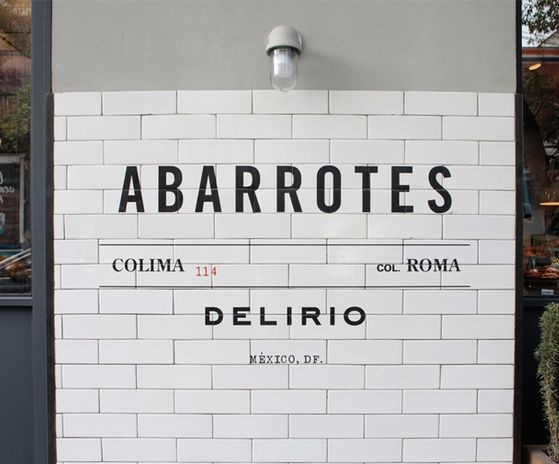 ABARROTES
COLIMA 114 COL. ROMA
DELIRIO
MÉXICO, DF.